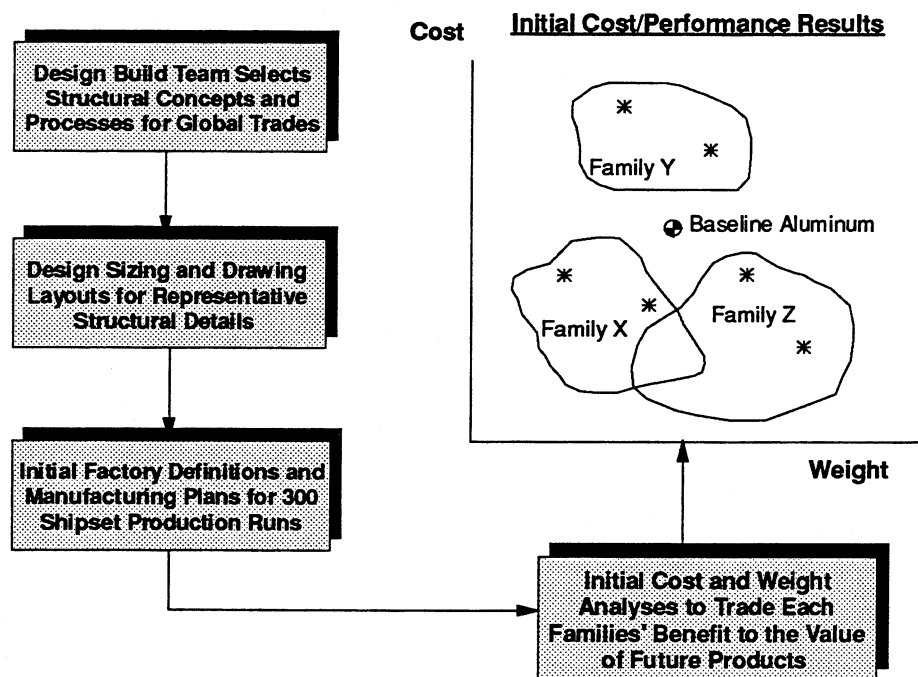 Design Build Team Selects
Structural Concepts and
Processes for Global Trades
Design Sizing and Drawing
Layouts for Representative
Structural Details
Initial Factory Definitions and
Manufacturing Plans for 300
Shipset Production Runs
Initial Cost and Weight
Analyses to Trade Each
Families' Benefit to the Value
of Future Products
Initial Cost/Performance Results
Cost
Family Y
Baseline Aluminum
Family X
Family Z
Weight